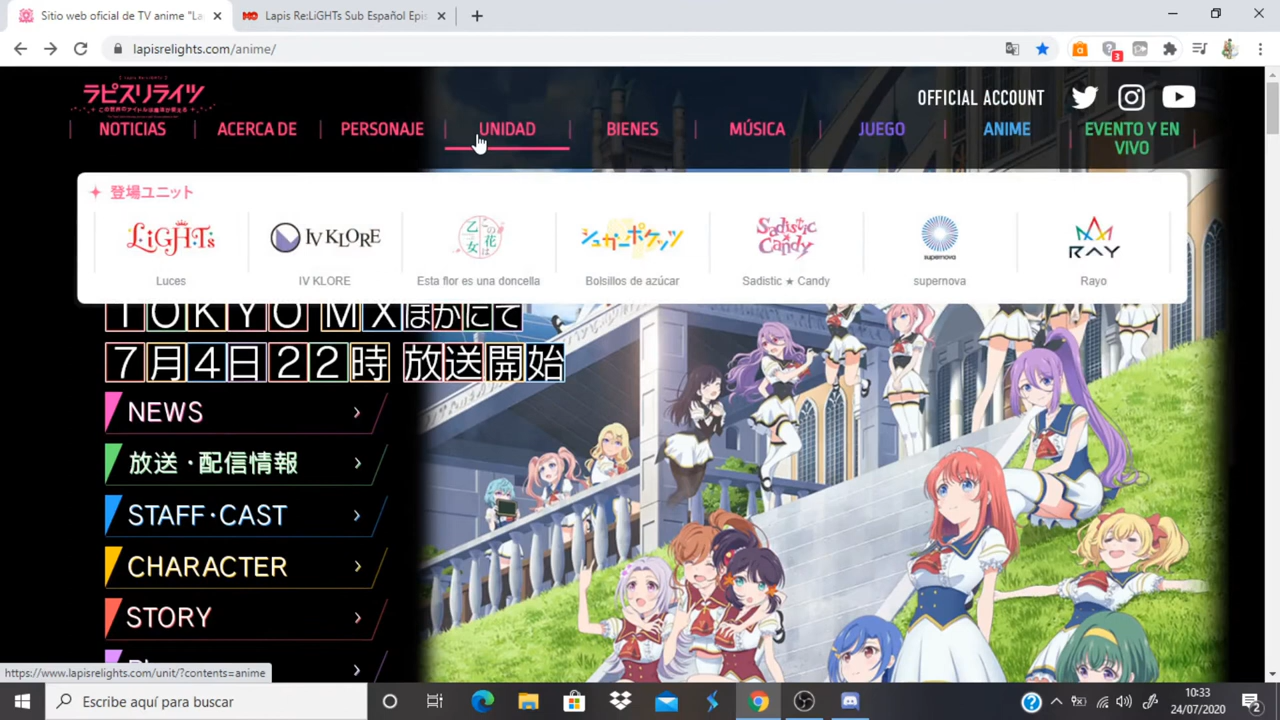 Sitio web oficial de TV anime "La
Lapis Re:LiGHTs Sub Español Epis
lapisrelights.com/anime/
3
ラピスリライツ
OFFICIAL ACCOUNT
NOTICIAS
ACERCA DE
PERSONAJE
UNIDAD
BIENES
MÚSICA
JUEGO
ANIME
EVENTO Y EN
VIVO
登場ユニット
LiGHTs
IV KLORE
この花は
乙女
シュガーポケッツ
Sadistic
Candy
supernova
RAY
Luces
IV KLORE
Esta flor es una doncella
Bolsillos de azúcar
Sadistic ★ Candy
supernova
Rayo
TOKYO MXほかにて
7月4日22時 放送開始
NEWS
放送・配信情報
STAFF・CAST
CHARACTER
STORY
https://www.lapisrelights.com/unit/?contents=anime
Escribe aquí para buscar
10:33
24/07/2020
2